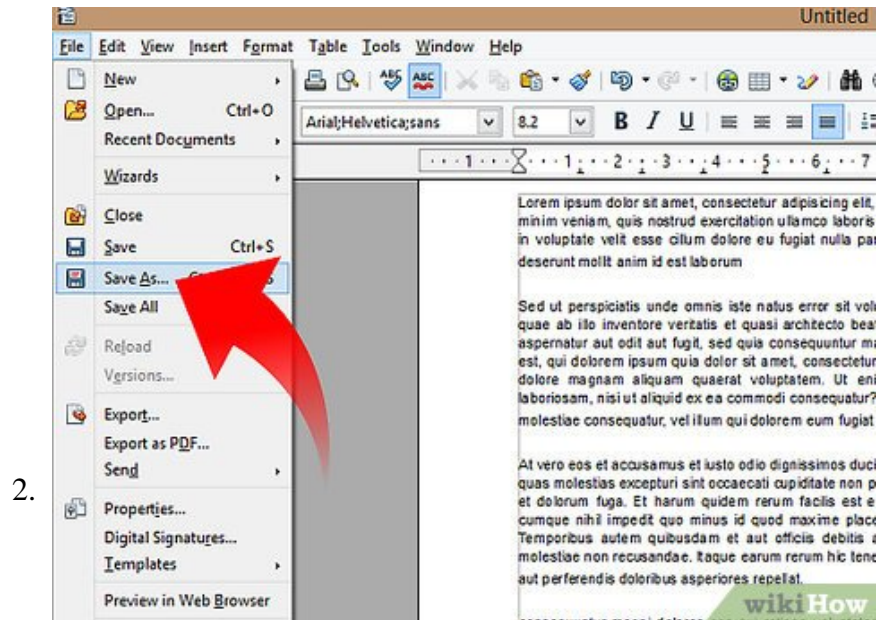 Untitled
File Edit View Insert Format Table Tools Window Help
New
Open... Ctrl+O
Arial;Helvetica;sans 8.2 B I U
Recent Documents
1 1 2 3 4 5 6 7
Wizards
Close
Save Ctrl+S
Save As...
Save All
Reload
Versions...
Export...
Export as PDF...
Send
2.
Properties...
Digital Signatures...
Templates
Preview in Web Browser
Lorem ipsum dolor sit amet, consectetur adipisicing elit,
minim veniam, quis nostrud exercitation ullamco laboris
in voluptate velit esse cillum dolore eu fugiat nulla par
deserunt mollit anim id est laborum
Sed ut perspiciatis unde omnis iste natus error sit volu
quae ab illo inventore veritatis et quasi architecto beat
aspernatur aut odit aut fugit, sed quia consequuntur ma
est, qui dolorem ipsum quia dolor sit amet, consectetur
dolore magnam aliquam quaerat voluptatem. Ut eni
laboriosam, nisi ut aliquid ex ea commodi consequatur?
molestiae consequatur, vel illum qui dolorem eum fugiat
At vero eos et accusamus et iusto odio dignissimos duci
quas molestias excepturi sint occaecati cupiditate non p
et dolorum fuga. Et harum quidem rerum facilis est e
cumque nihil impedit quo minus id quod maxime place
Temporibus autem quibusdam et aut officiis debitis a
molestiae non recusandae. Itaque earum rerum hic tene
aut perferendis doloribus asperiores repellat.
wikiHow